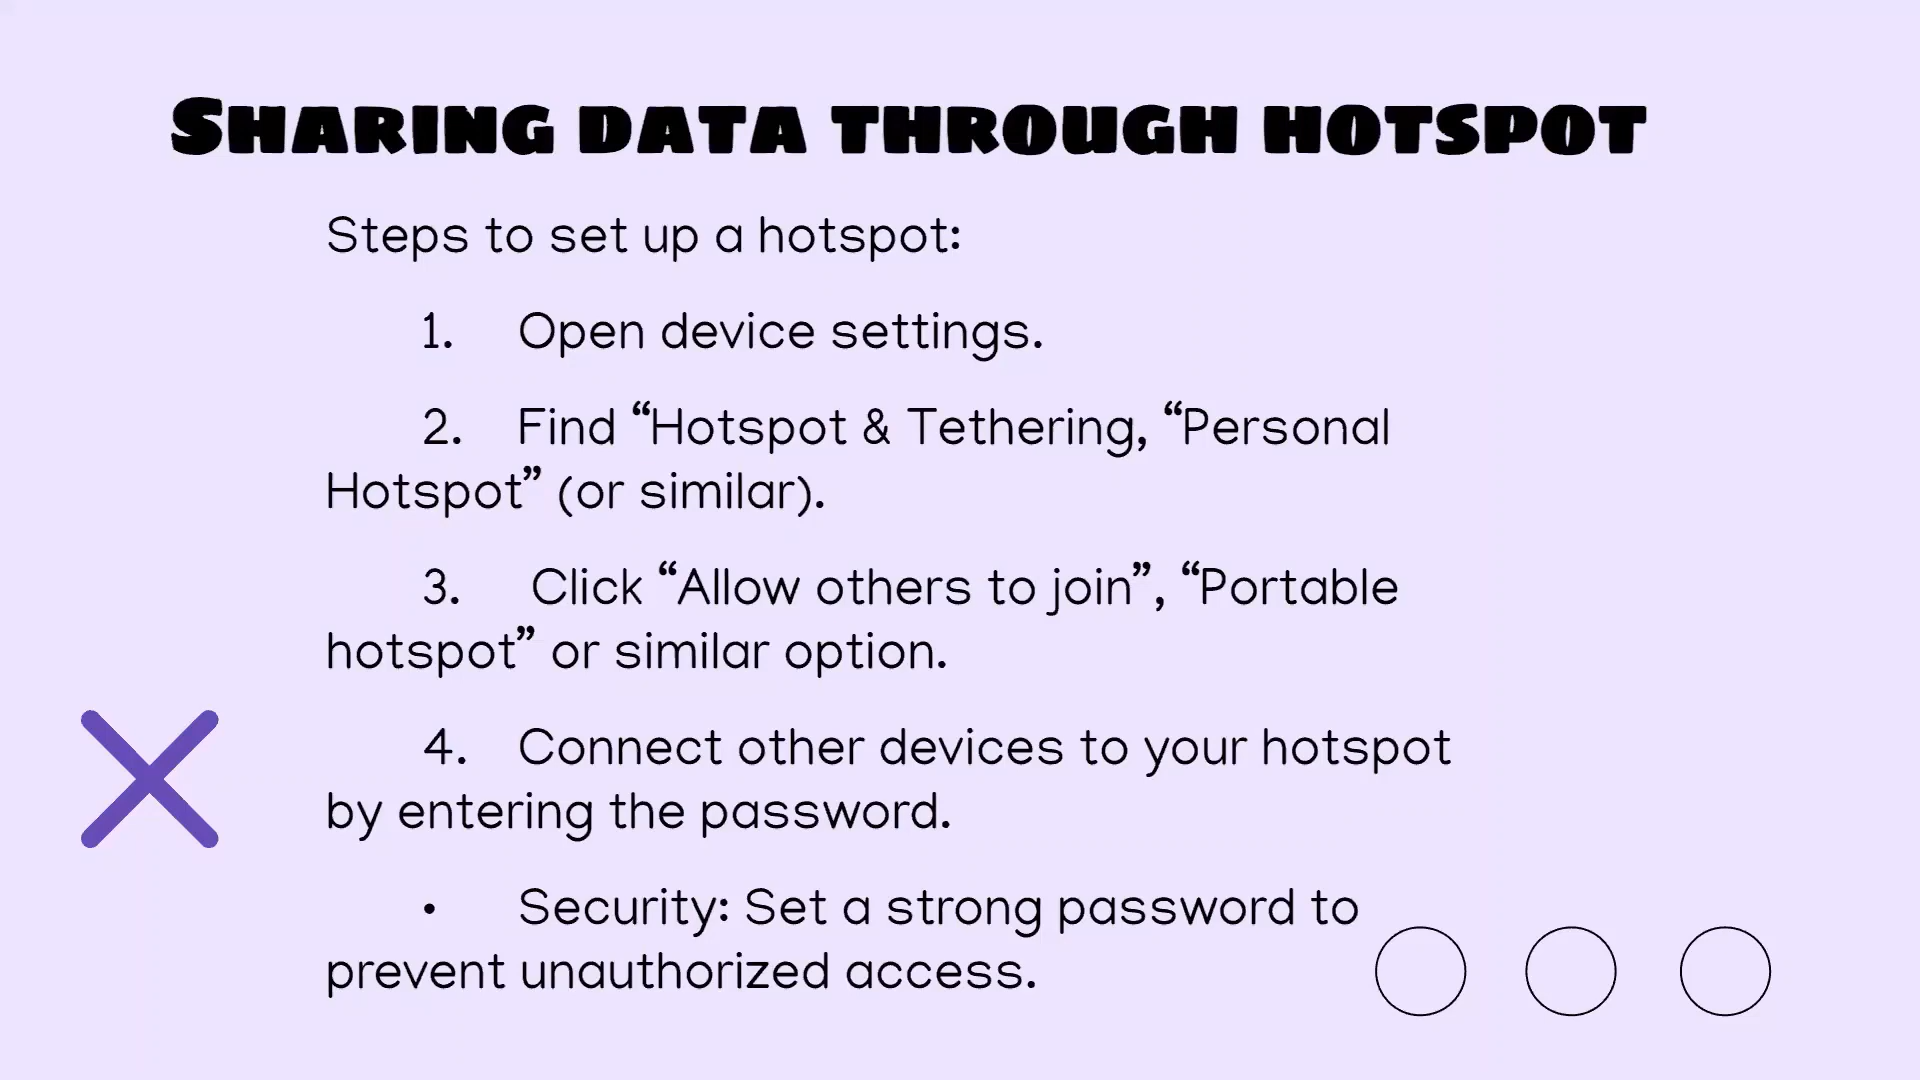 Sharing data through hotspot
Steps to set up a hotspot:
1. Open device settings.
2. Find “Hotspot & Tethering, “Personal
Hotspot” (or similar).
3. Click “Allow others to join”, “Portable
hotspot” or similar option.
4. Connect other devices to your hotspot
by entering the password.
• Security: Set a strong password to
prevent unauthorized access.